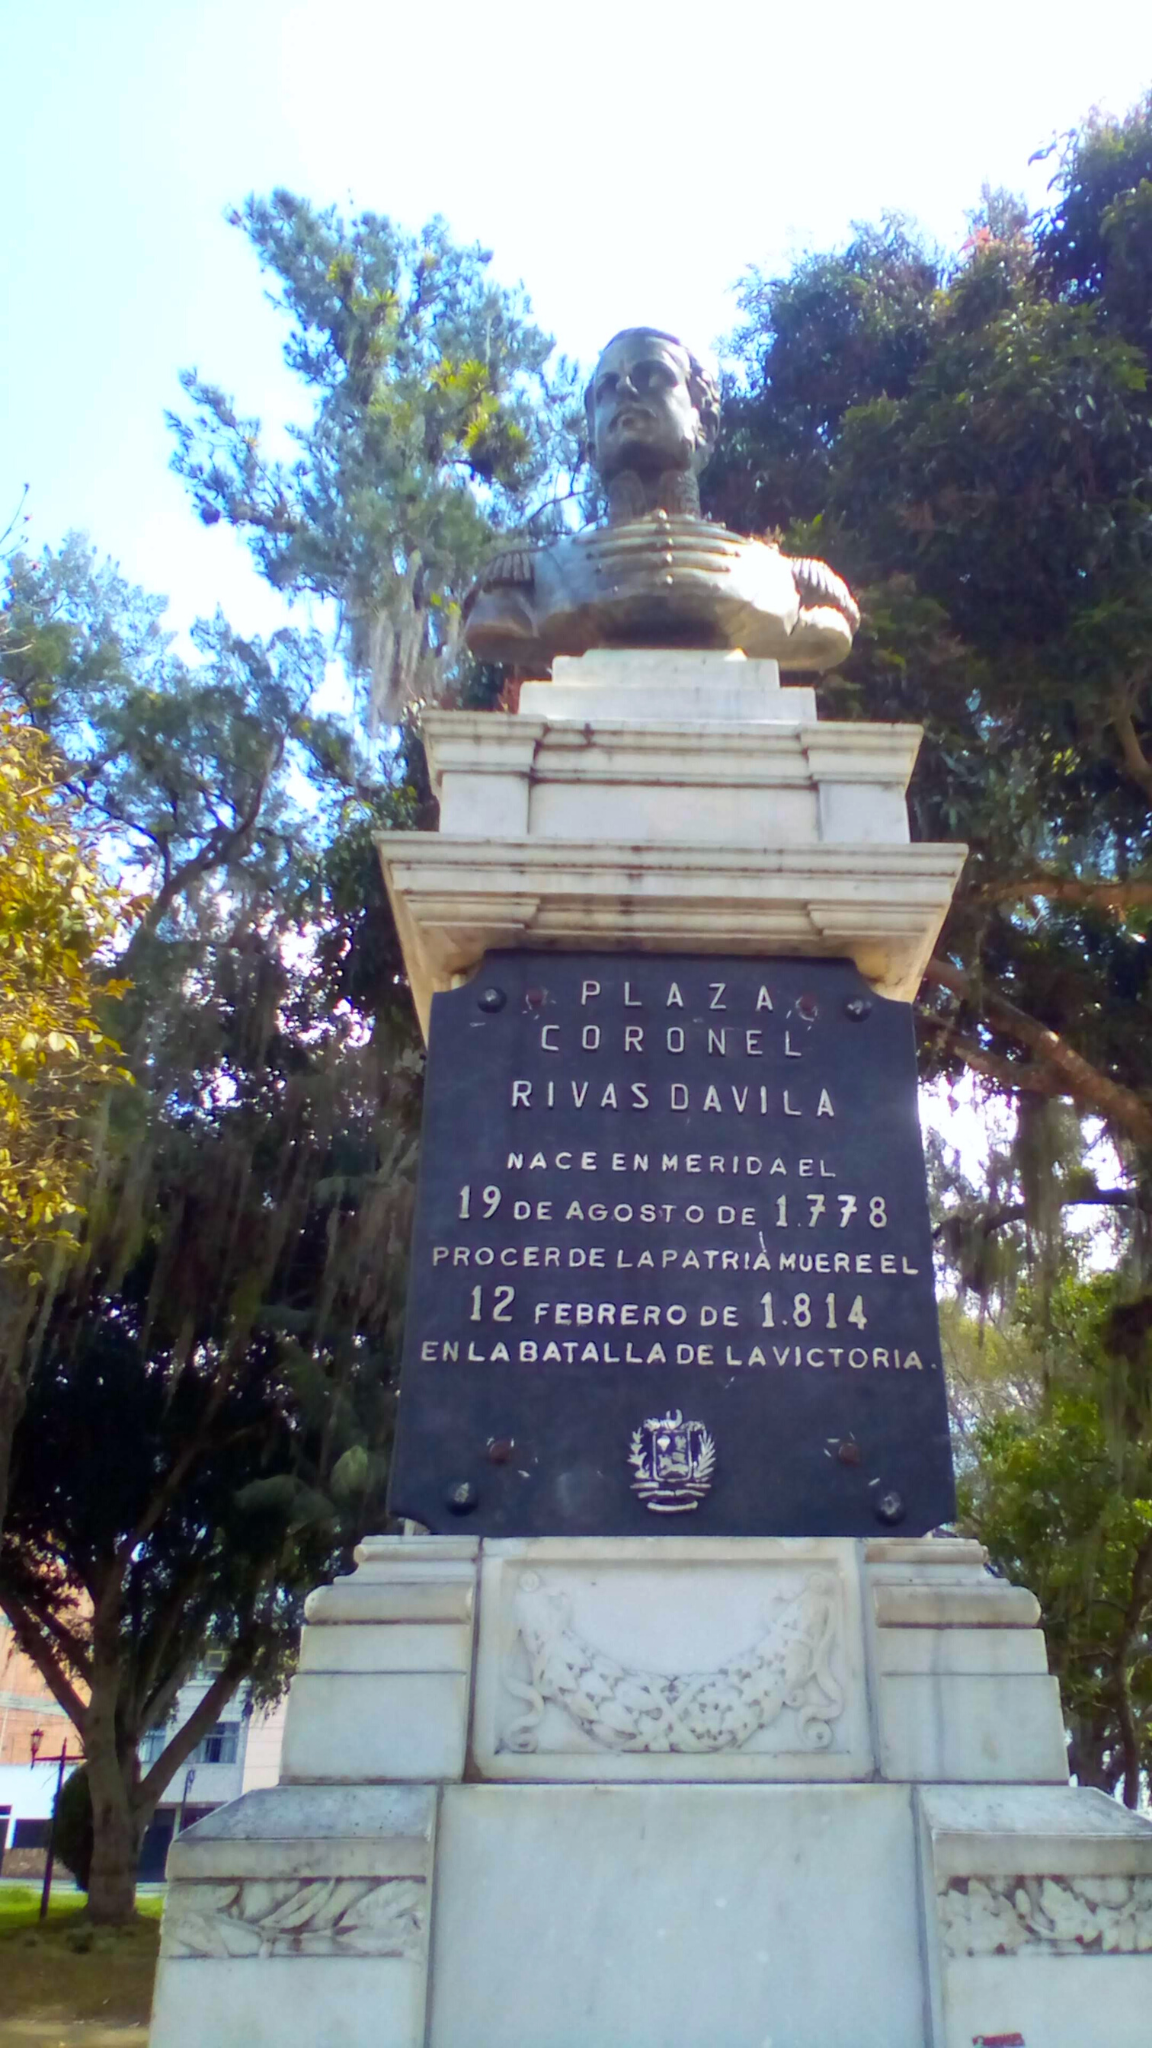 PLAZA
CORONEL
RIVAS DAVILA
NACE EN MERIDA EL
19 DE AGOSTO DE 1.778
PROCER DE LA PATRIA MUERE EL
12 FEBRERO DE 1.814
EN LA BATALLA DE LA VICTORIA.